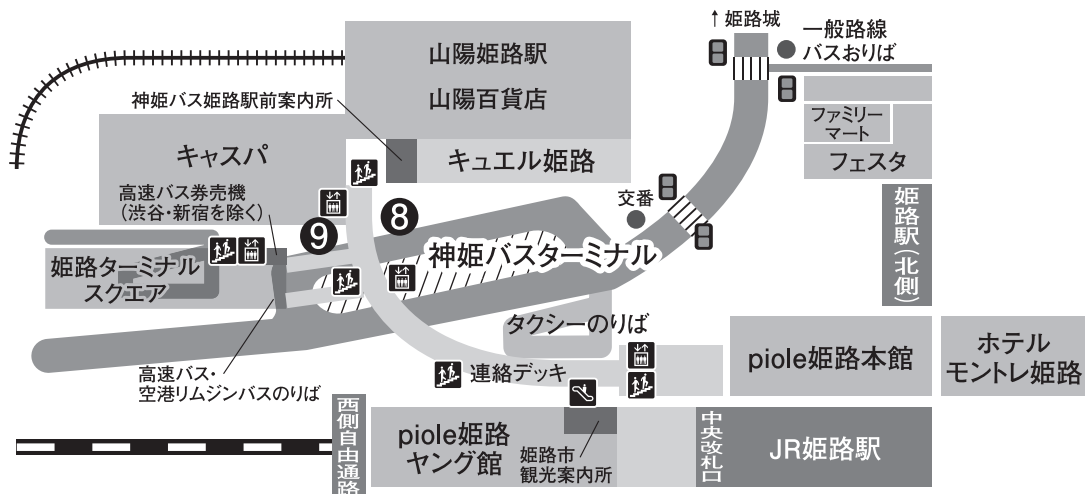 ↑姫路城
一般路線
バスおりば
山陽姫路駅
山陽百貨店
神姫バス姫路駅前案内所
キャスパ
キュエル姫路
ファミリー
マート
フェスタ
高速バス券売機
(渋谷・新宿を除く)
交番
8
9
神姫バスターミナル
姫路駅(北側)
姫路ターミナル
スクエア
タクシーのりば
高速バス・
空港リムジンバスのりば
連絡デッキ
piole姫路本館
ホテル
モントレ姫路
西側自由通路
piole姫路
ヤング館
姫路市
観光案内所
中央改札口
JR姫路駅